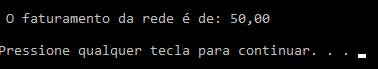 O faturamento da rede é de: 50,00
Pressione qualquer tecla para continuar. . .